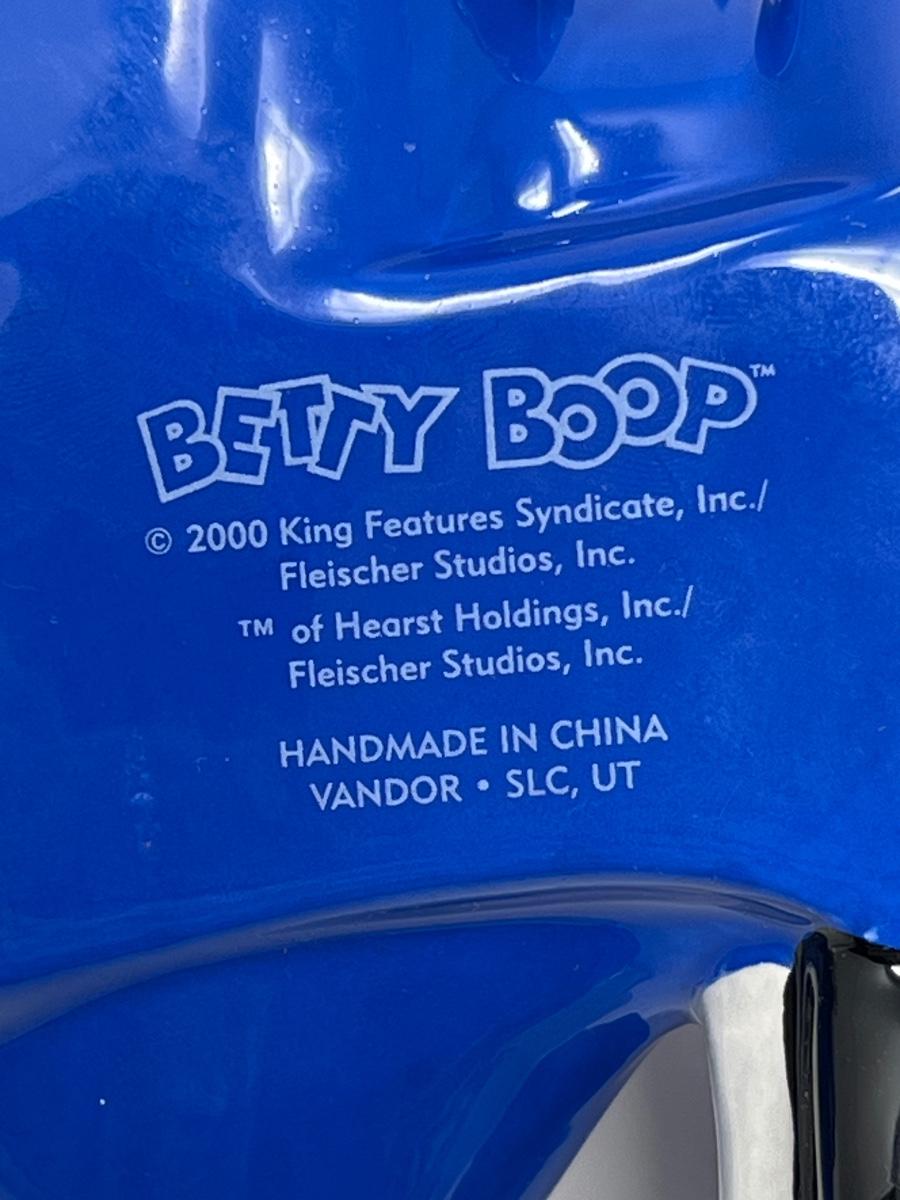 BETTY BOOP™
© 2000 King Features Syndicate, Inc./
Fleischer Studios, Inc.
™ of Hearst Holdings, Inc./
Fleischer Studios, Inc.
HANDMADE IN CHINA
VANDOR • SLC, UT